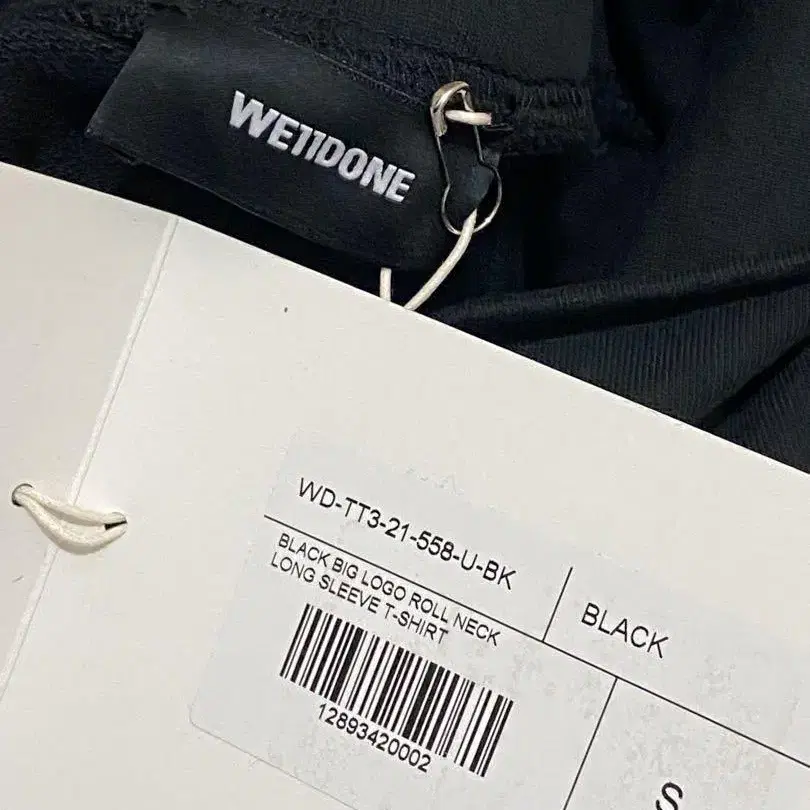 WE11DONE
WD-TT3-21-558-U-BK
BLACK
BLACK BIG LOGO ROLL NECK
LONG SLEEVE T-SHIRT
12893420002
S